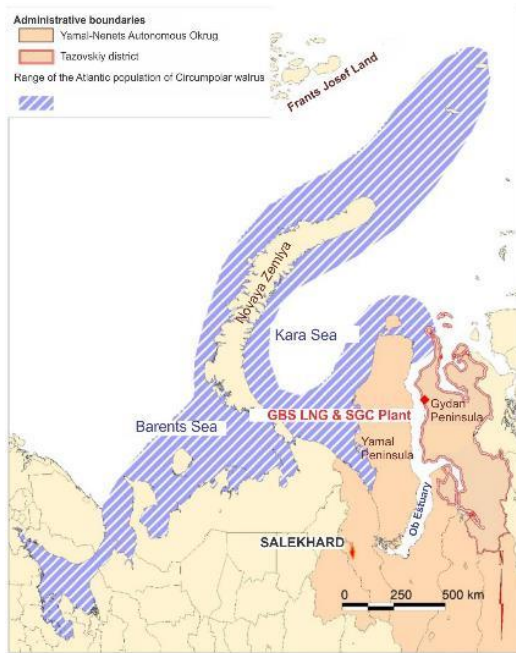 Administrative boundaries
Yamal-Nenets Autonomous Okrug
Tazovskiy district
Range of the Atlantic population of Circumpolar walrus
Frants Josef Land
Novaya Zemlya
Kara Sea
GBS LNG & SGC Plant
Gydan
Peninsula
Barents Sea
Yamal
Peninsula
Ob Estuary
SALEKHARD
0 250 500 km